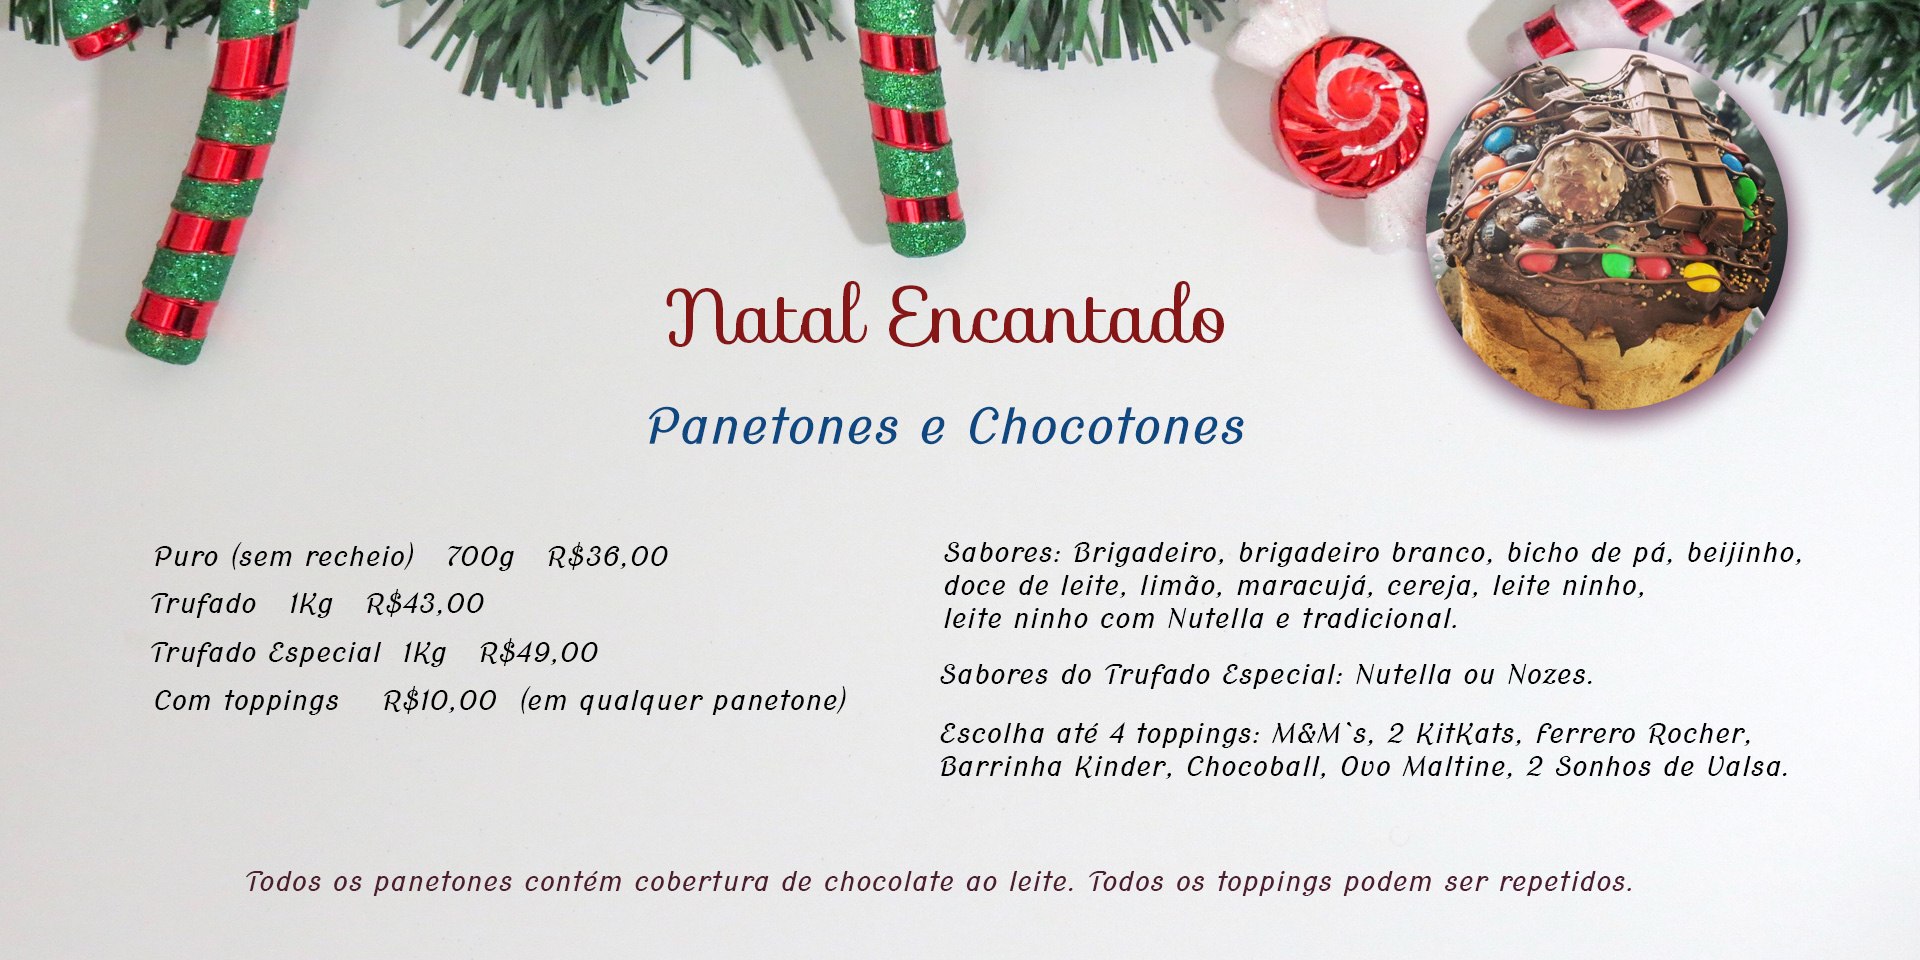 Natal Encantado
Panetones e Chocotones
Puro (sem recheio) 700g R$36,00
Trufado 1Kg R$43,00
Trufado Especial 1Kg R$49,00
Com toppings R$10,00 (em qualquer panetone)
Sabores: Brigadeiro, brigadeiro branco, bicho de pá, beijinho,
doce de leite, limão, maracujá, cereja, leite ninho,
leite ninho com Nutella e tradicional.
Sabores do Trufado Especial: Nutella ou Nozes.
Escolha até 4 toppings: M&M`s, 2 KitKats, Ferrero Rocher,
Barrinha Kinder, Chocoball, Ovo Maltine, 2 Sonhos de Valsa.
Todos os panetones contém cobertura de chocolate ao leite. Todos os toppings podem ser repetidos.